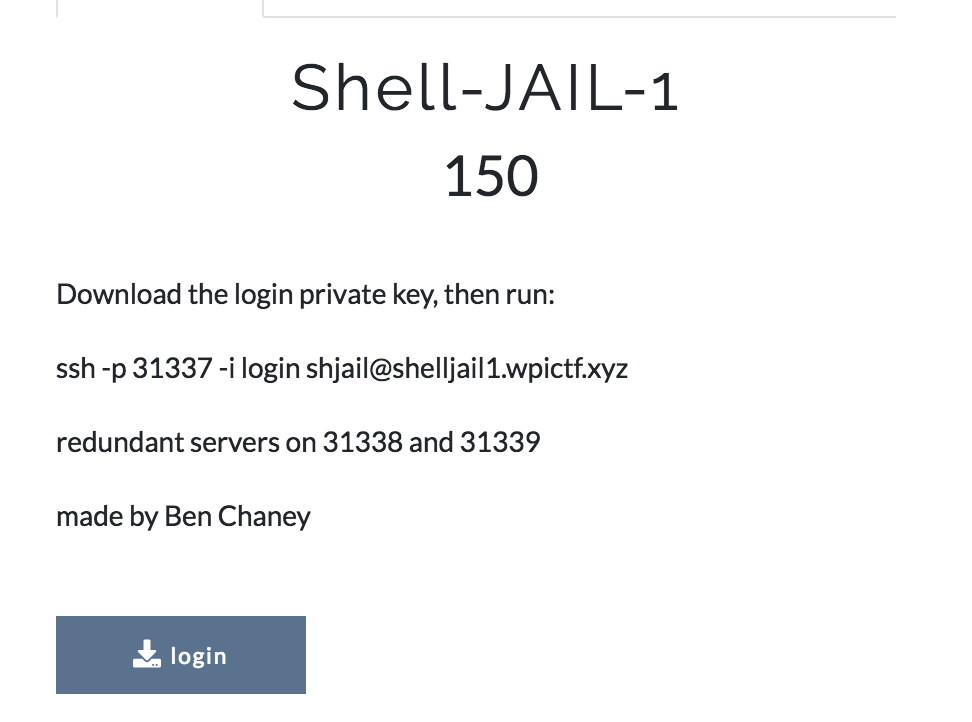 Shell-JAIL-1
150
Download the login private key, then run:
ssh -p 31337 -i login shjail@shelljail1.wpictf.xyz
redundant servers on 31338 and 31339
made by Ben Chaney
login